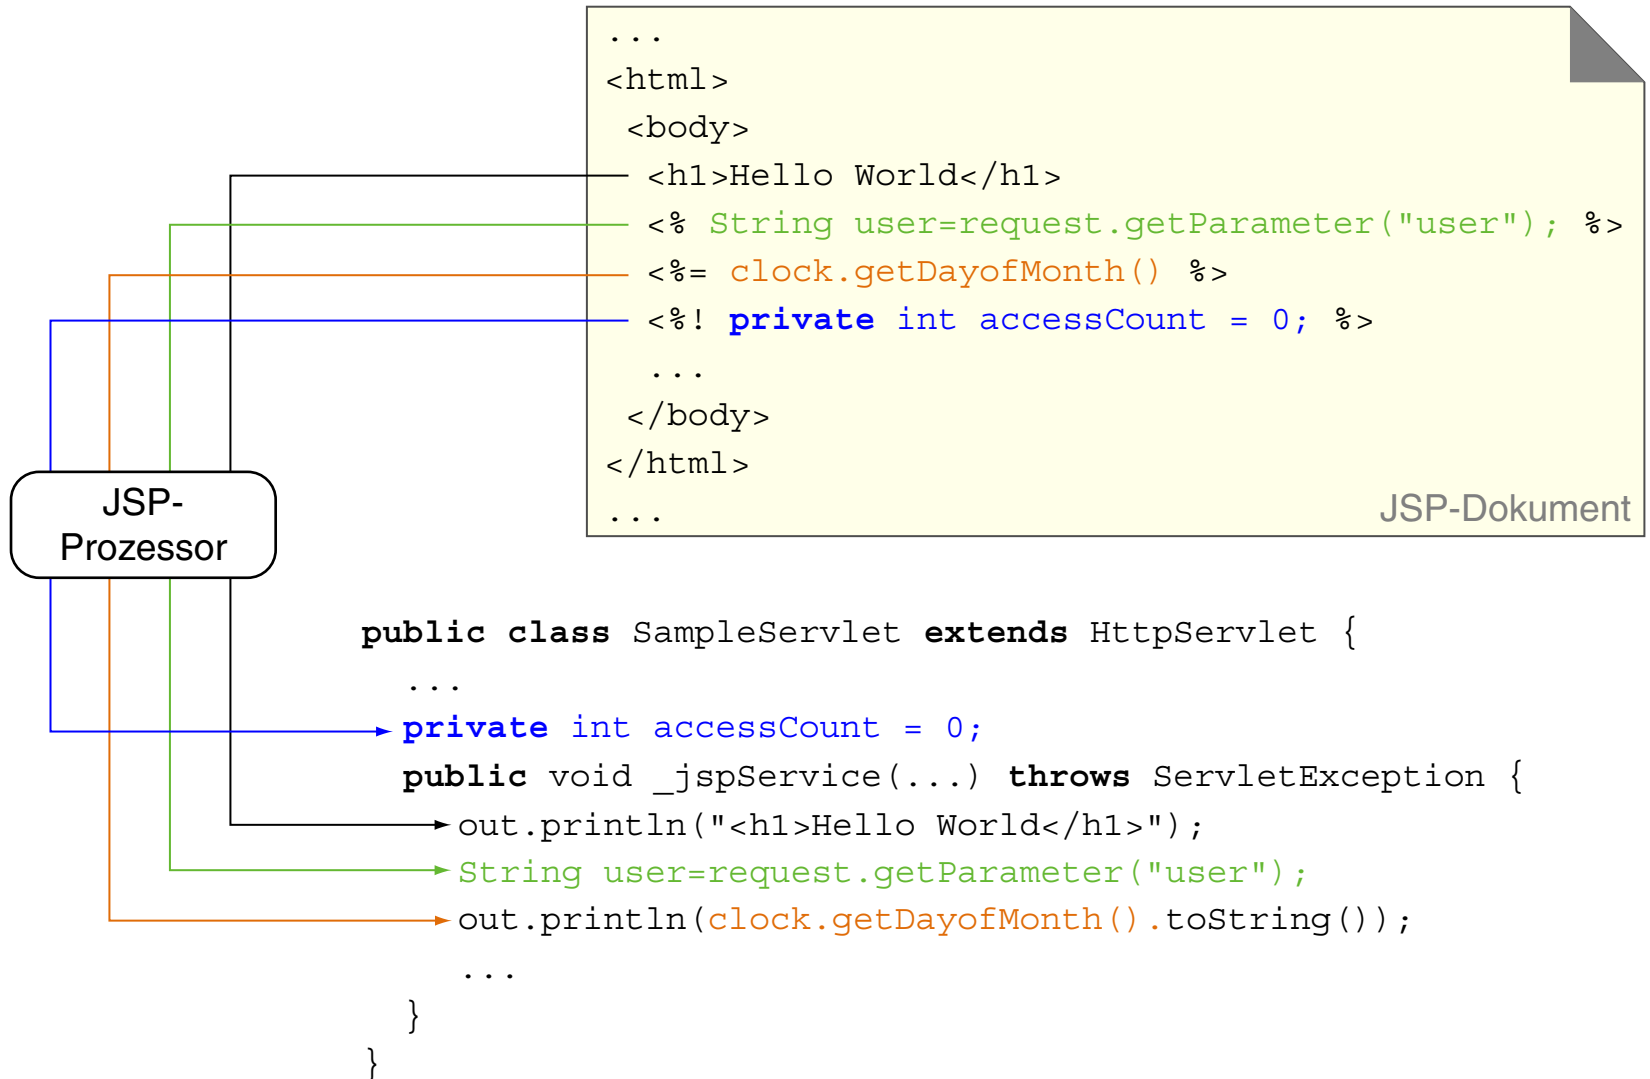 ...
<html>
<body>
<h1>Hello World</h1>
<% String user=request.getParameter("user"); %>
<%= clock.getDayofMonth() %>
<%! private int accessCount = 0; %>
...
</body>
</html>
...
JSP-Dokument
JSP-
Prozessor
public class SampleServlet extends HttpServlet {
...
private int accessCount = 0;
public void _jspService(...) throws ServletException {
out.println("<h1>Hello World</h1>");
String user=request.getParameter("user");
out.println(clock.getDayofMonth().toString());
...
}
}